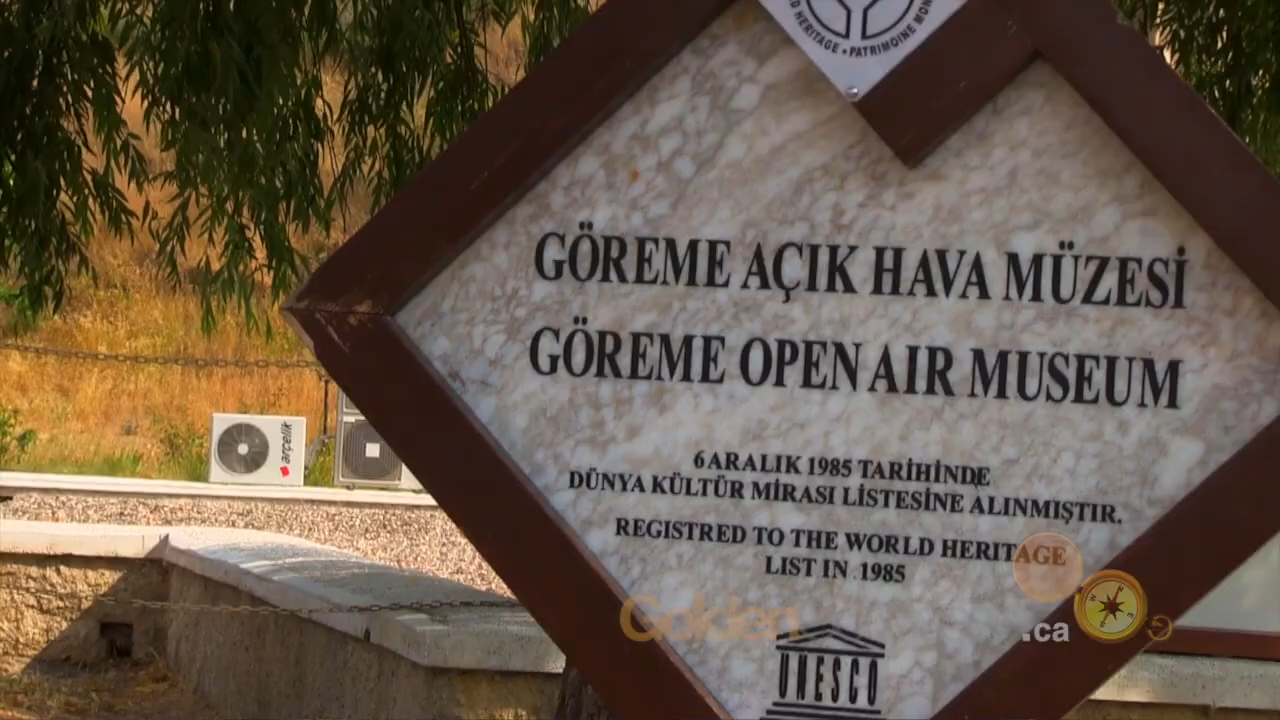 D HERITAGE • PATRIMOINE MON
GÖREME AÇIK HAVA MÜZESİ
GÖREME OPEN AIR MUSEUM
arçelik
6 ARALIK 1985 TARİHİNDE
DÜNYA KÜLTÜR MİRASI LİSTESİNE ALINMIŞTIR.
REGISTRED TO THE WORLD HERITAGE
LIST IN 1985
Golden
.ca
UNESCO